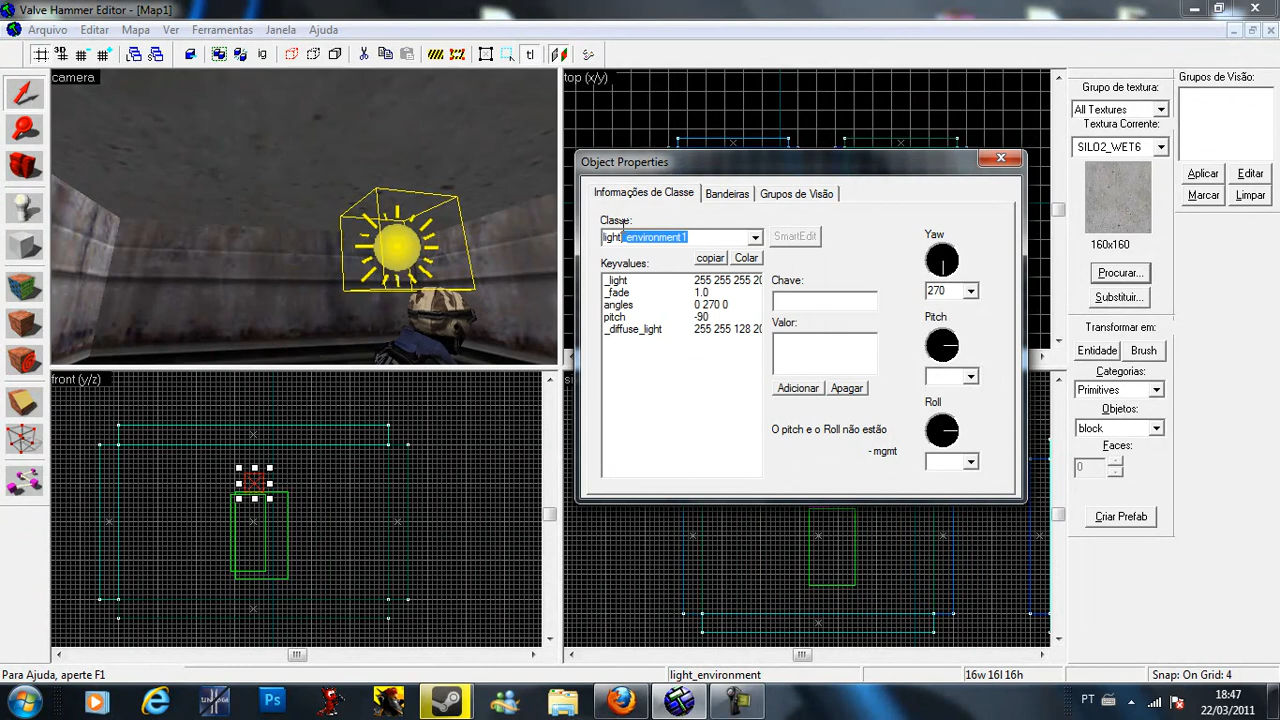 Valve Hammer Editor - [Map1]
Arquivo Editar Mapa Ver Ferramentas Janela Ajuda
camera
top (x/y)
front (y/z)
Object Properties
Informações de Classe Bandeiras Grupos de Visão
Classe:
light_environment1
SmartEdit
Keyvalues:
copiar Colar
_light 255 255 255 20
_fade 1.0
angles 0 270 0
pitch -90
_diffuse_light 255 255 128 20
Chave:
Valor:
Adicionar Apagar
O pitch e o Roll não estão
- mgmt
Yaw
270
Pitch
Roll
Grupo de textura:
All Textures
Textura Corrente:
SILO2_WET6
160x160
Procurar...
Substituir...
Grupos de Visão:
Aplicar Editar
Marcar Limpar
Transformar em:
Entidade Brush
Categorias:
Primitives
Objetos:
block
Faces:
0
Criar Prefab
Para Ajuda, aperte F1
light_environment
16w 16l 16h
Snap: On Grid: 4
Ps
PT
18:47
22/03/2011